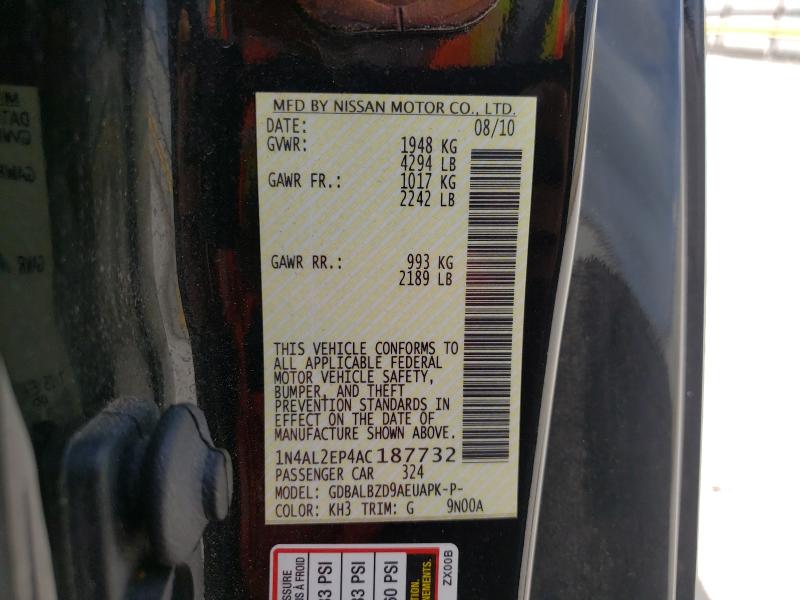 MFD BY NISSAN MOTOR CO., LTD.
DATE: 08/10
GVWR: 1948 KG
4294 LB
GAWR FR.: 1017 KG
2242 LB
GAWR RR.: 993 KG
2189 LB
THIS VEHICLE CONFORMS TO
ALL APPLICABLE FEDERAL
MOTOR VEHICLE SAFETY,
BUMPER, AND THEFT
PREVENTION STANDARDS IN
EFFECT ON THE DATE OF
MANUFACTURE SHOWN ABOVE.
1N4AL2EP4AC187732
PASSENGER CAR 324
MODEL: GDBALBZD9AEUAPK-P-
COLOR: KH3 TRIM: G 9N00A
ZX00B
PSI
PSI
PSI
À FROID